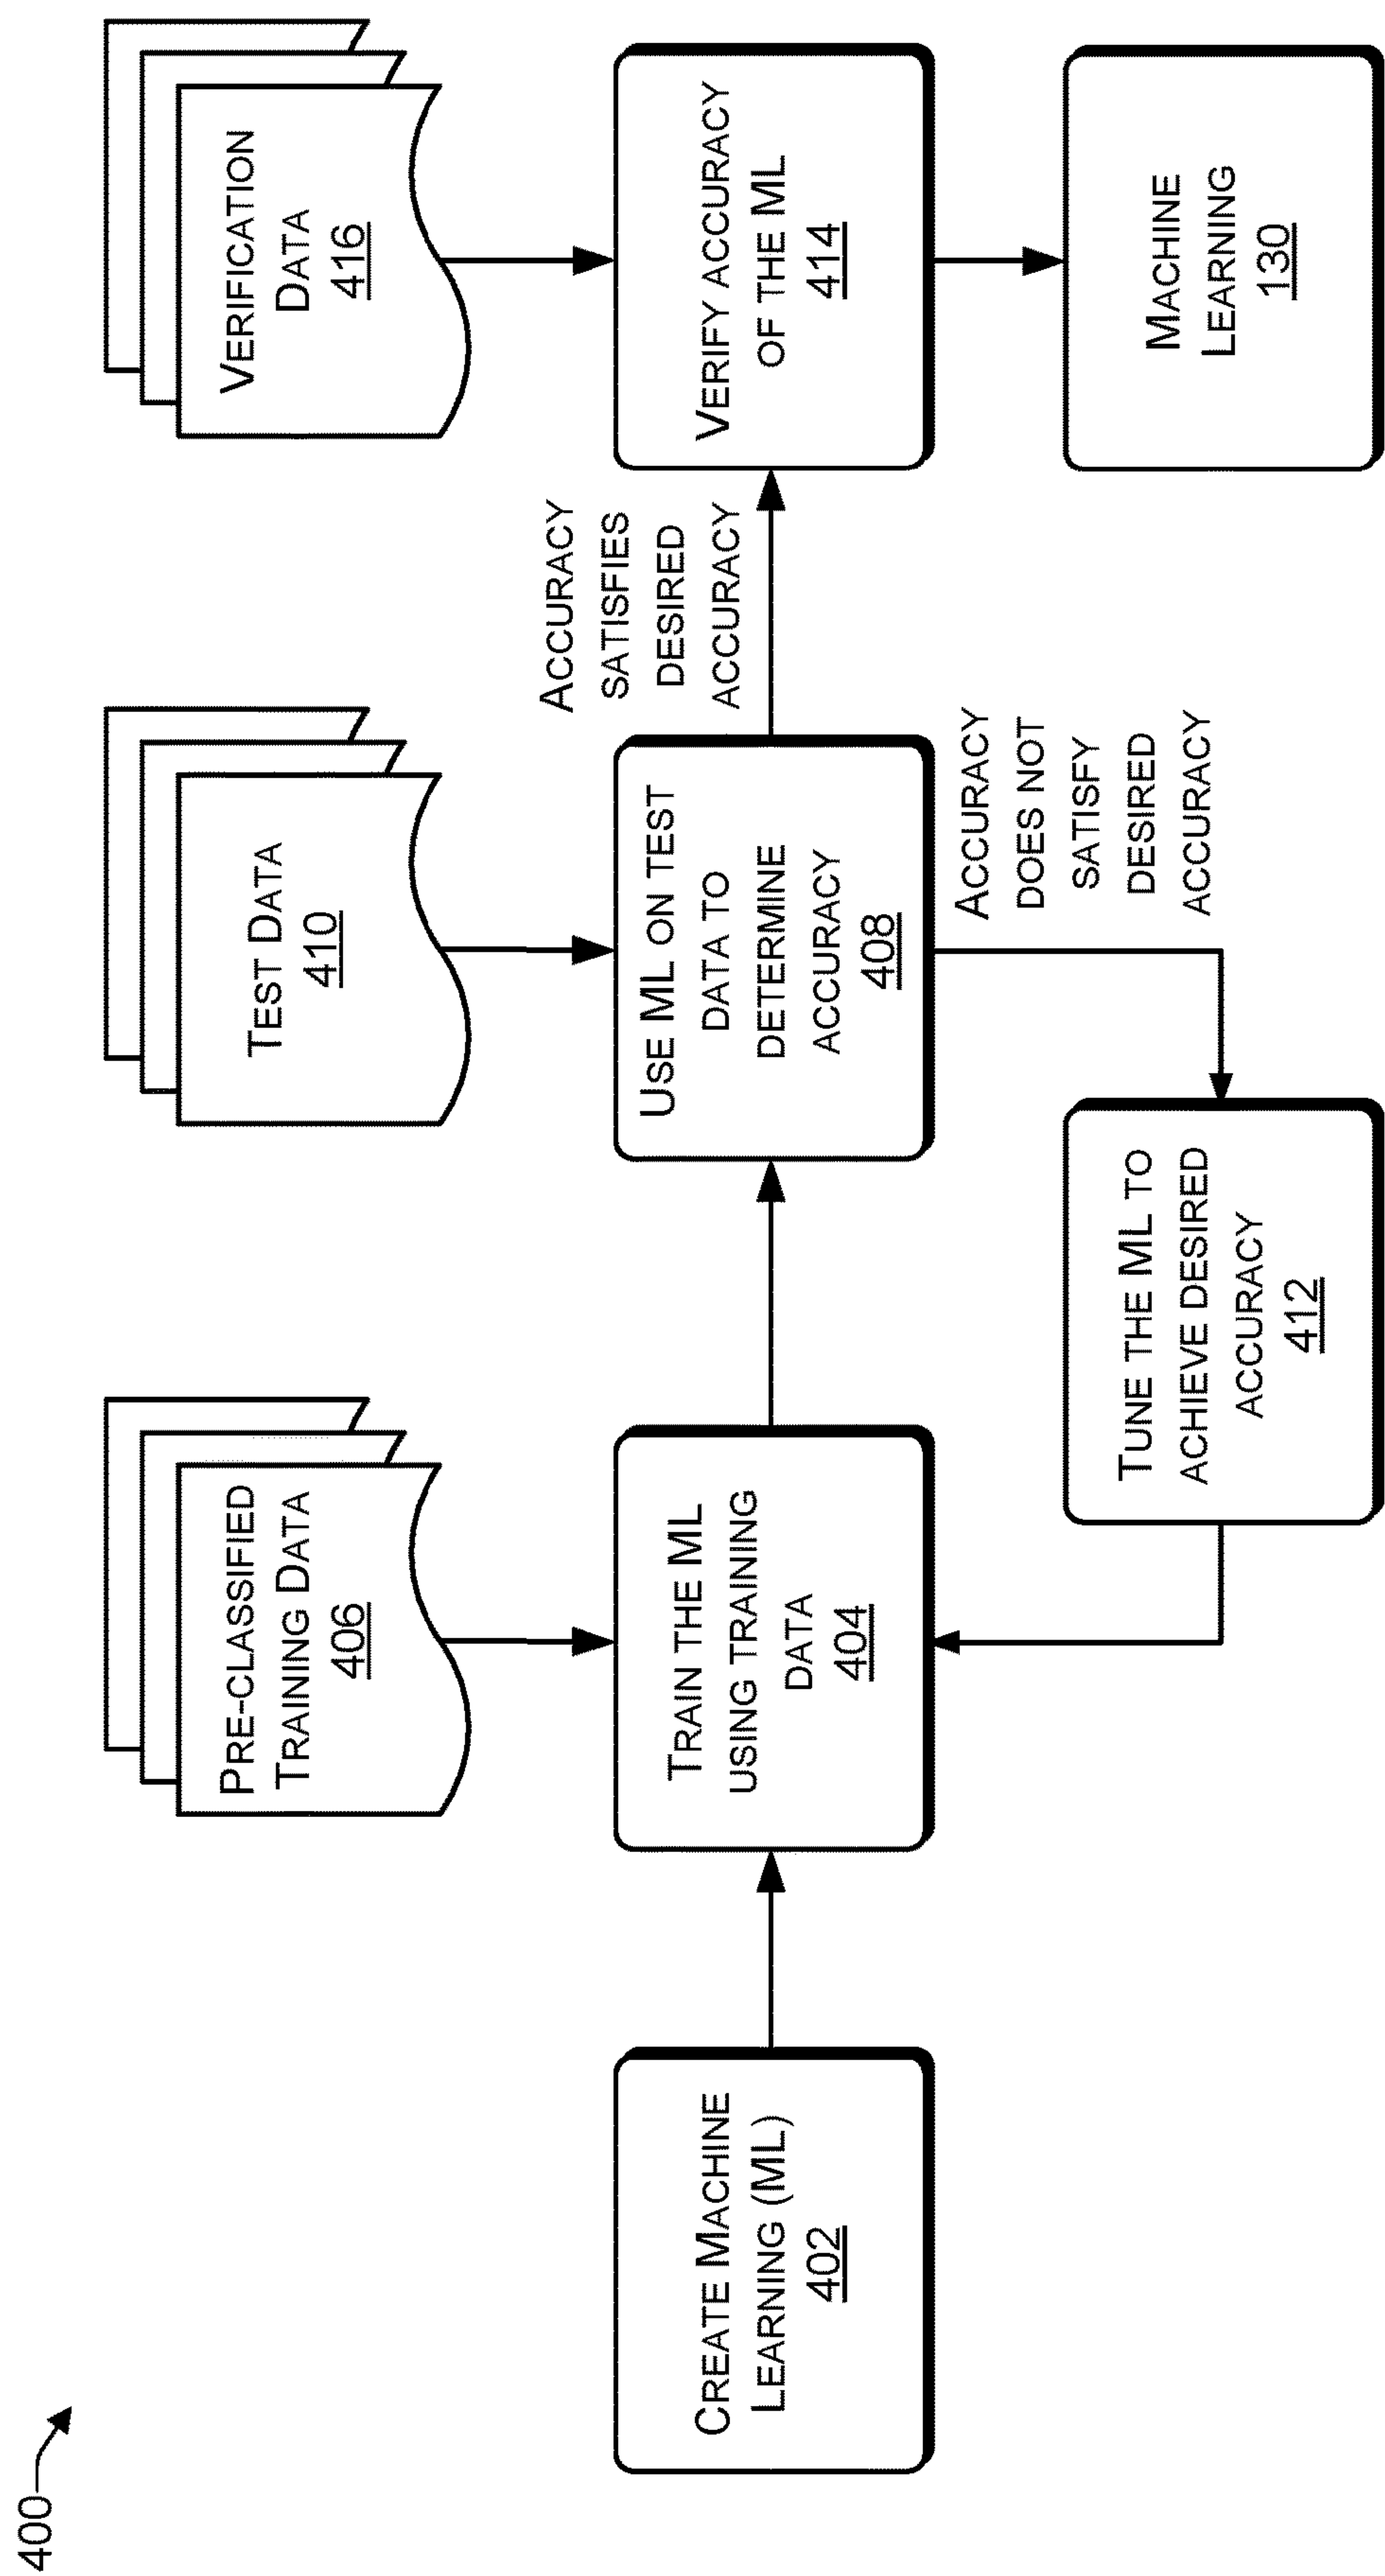 400
PRE-CLASSIFIED
TRAINING DATA
406
TEST DATA
410
VERIFICATION
DATA
416
CREATE MACHINE
LEARNING (ML)
402
TRAIN THE ML
USING TRAINING
DATA
404
USE ML ON TEST
DATA TO
DETERMINE
ACCURACY
408
ACCURACY
SATISFIES
DESIRED
ACCURACY
VERIFY ACCURACY
OF THE ML
414
ACCURACY
DOES NOT
SATISFY
DESIRED
ACCURACY
TUNE THE ML TO
ACHIEVE DESIRED
ACCURACY
412
MACHINE
LEARNING
130